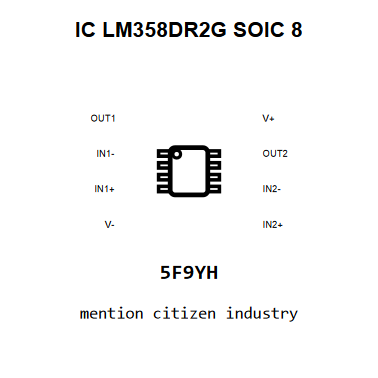 IC LM358DR2G SOIC 8
OUT1 V+
IN1- OUT2
IN1+ IN2-
V- IN2+
5F9YH
mention citizen industry